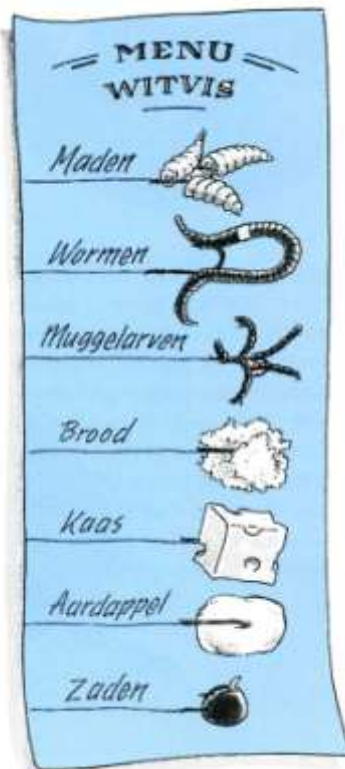 MENU
WITVIS
Maden
Wormen
Muggelarven
Brood
Kaas
Aardappel
Zaden